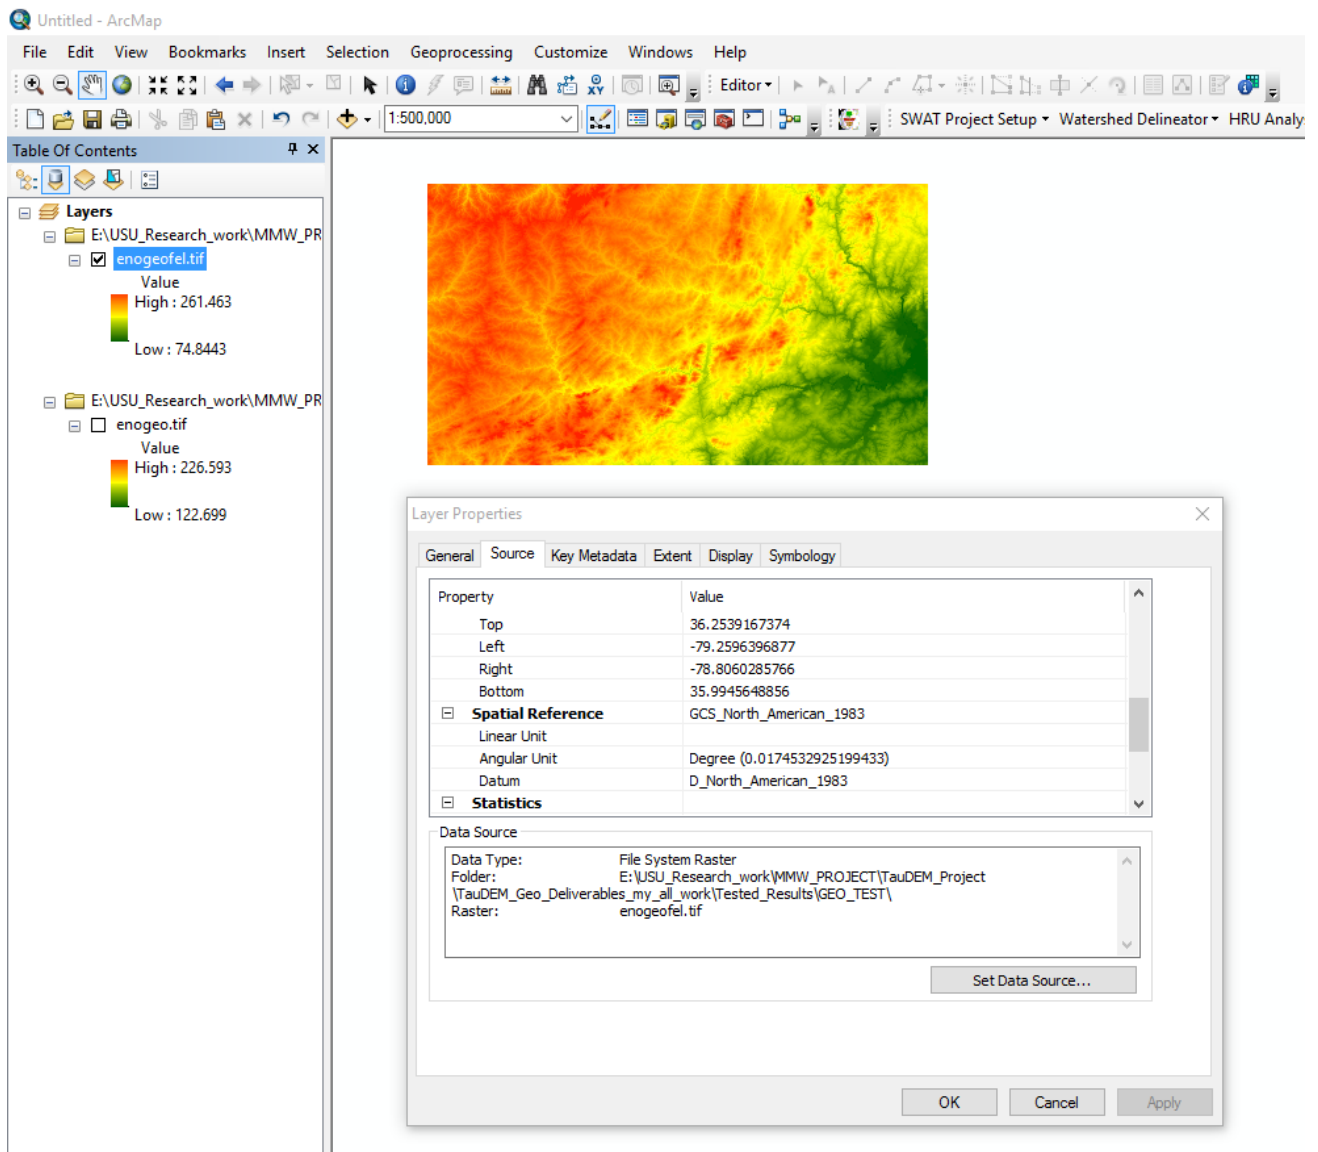 Untitled - ArcMap
File Edit View Bookmarks Insert Selection Geoprocessing Customize Windows Help
Editor
1:500,000 SWAT Project Setup Watershed Delineator HRU Analy
Table Of Contents
Layers
E:\USU_Research_work\MMW_PR
enogeofel.tif
Value
High : 261.463
Low : 74.8443
E:\USU_Research_work\MMW_PR
enogeo.tif
Value
High : 226.593
Low : 122.699
Layer Properties
General Source Key Metadata Extent Display Symbology
Property Value
Top 36.2539167374
Left -79.2596396877
Right -78.8060285766
Bottom 35.9945648856
Spatial Reference GCS_North_American_1983
Linear Unit
Angular Unit Degree (0.0174532925199433)
Datum D_North_American_1983
Statistics
Data Source
Data Type: File System Raster
Folder: E:\USU_Research_work\MMW_PROJECT\TauDEM_Project
\TauDEM_Geo_Deliverables_my_all_work\Tested_Results\GEO_TEST\
Raster: enogeofel.tif
Set Data Source...
OK Cancel Apply